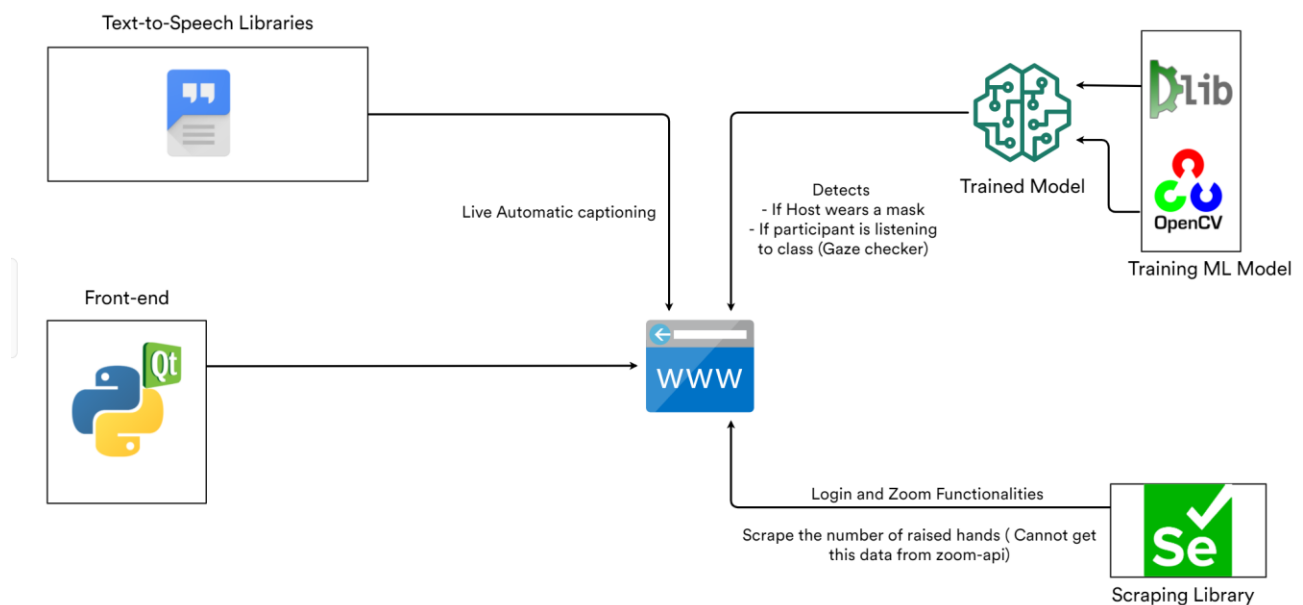 Text-to-Speech Libraries
Live Automatic captioning
Front-end
Qt
www
Detects
- If Host wears a mask
- If participant is listening
to class (Gaze checker)
Trained Model
Dlib
OpenCV
Training ML Model
Login and Zoom Functionalities
Scrape the number of raised hands ( Cannot get
this data from zoom-api)
Se
Scraping Library